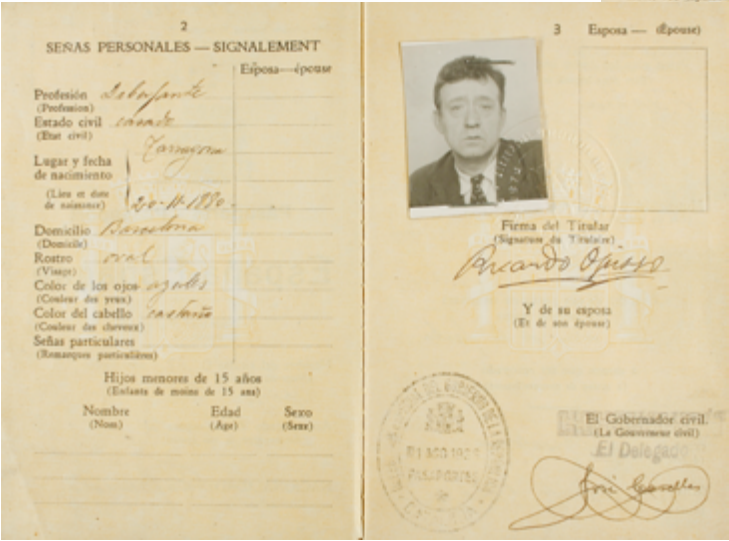 2
SEÑAS PERSONALES — SIGNALEMENT
Esposa—épouse
Profesión Dibujante
(Profession)
Estado civil casado
(Etat civil)
Tarragona
Lugar y fecha
de nacimiento
(Lieu et date
de naissance) 20-11-1880
Domicilio Barcelona
(Domicile)
Rostro oval
(Visage)
Color de los ojos azules
(Couleur des yeux)
Color del cabello castaño
(Couleur des cheveux)
Señas particulares
(Remarques particulières)
Hijos menores de 15 años
(Enfants de moins de 15 ans)
Nombre Edad Sexo
(Nom) (Age) (Sexe)
3 Esposa — (Épouse)
Firma del Titular
(Signature du Titulaire)
Ricardo Opisso
Y de su esposa
(Et de son épouse)
PASAPORTES
El Gobernador civil.
(Le Gouverneur civil)
El Delegado
José